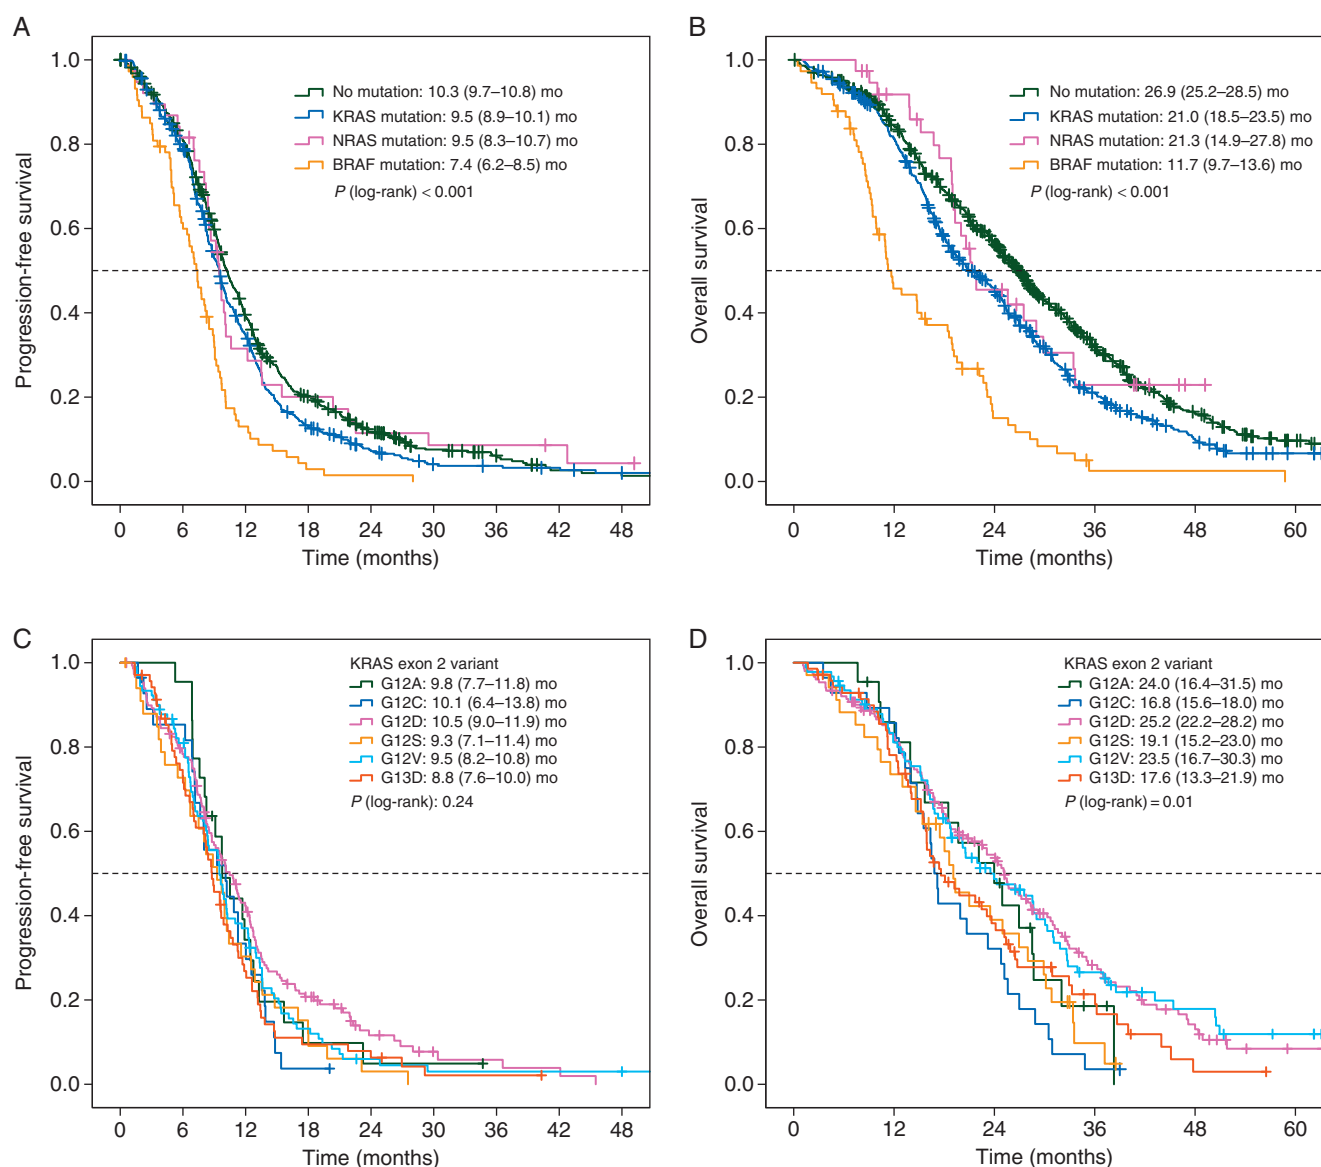 A
Progression-free survival
1.0
0.8
0.6
0.4
0.2
0.0
No mutation: 10.3 (9.7–10.8) mo
KRAS mutation: 9.5 (8.9–10.1) mo
NRAS mutation: 9.5 (8.3–10.7) mo
BRAF mutation: 7.4 (6.2–8.5) mo
P (log-rank) < 0.001
0 6 12 18 24 30 36 42 48
Time (months)
B
Overall survival
1.0
0.8
0.6
0.4
0.2
0.0
No mutation: 26.9 (25.2–28.5) mo
KRAS mutation: 21.0 (18.5–23.5) mo
NRAS mutation: 21.3 (14.9–27.8) mo
BRAF mutation: 11.7 (9.7–13.6) mo
P (log-rank) < 0.001
0 12 24 36 48 60
Time (months)
C
Progression-free survival
1.0
0.8
0.6
0.4
0.2
0.0
KRAS exon 2 variant
G12A: 9.8 (7.7–11.8) mo
G12C: 10.1 (6.4–13.8) mo
G12D: 10.5 (9.0–11.9) mo
G12S: 9.3 (7.1–11.4) mo
G12V: 9.5 (8.2–10.8) mo
G13D: 8.8 (7.6–10.0) mo
P (log-rank): 0.24
0 6 12 18 24 30 36 42 48
Time (months)
D
Overall survival
1.0
0.8
0.6
0.4
0.2
0.0
KRAS exon 2 variant
G12A: 24.0 (16.4–31.5) mo
G12C: 16.8 (15.6–18.0) mo
G12D: 25.2 (22.2–28.2) mo
G12S: 19.1 (15.2–23.0) mo
G12V: 23.5 (16.7–30.3) mo
G13D: 17.6 (13.3–21.9) mo
P (log-rank) = 0.01
0 12 24 36 48 60
Time (months)